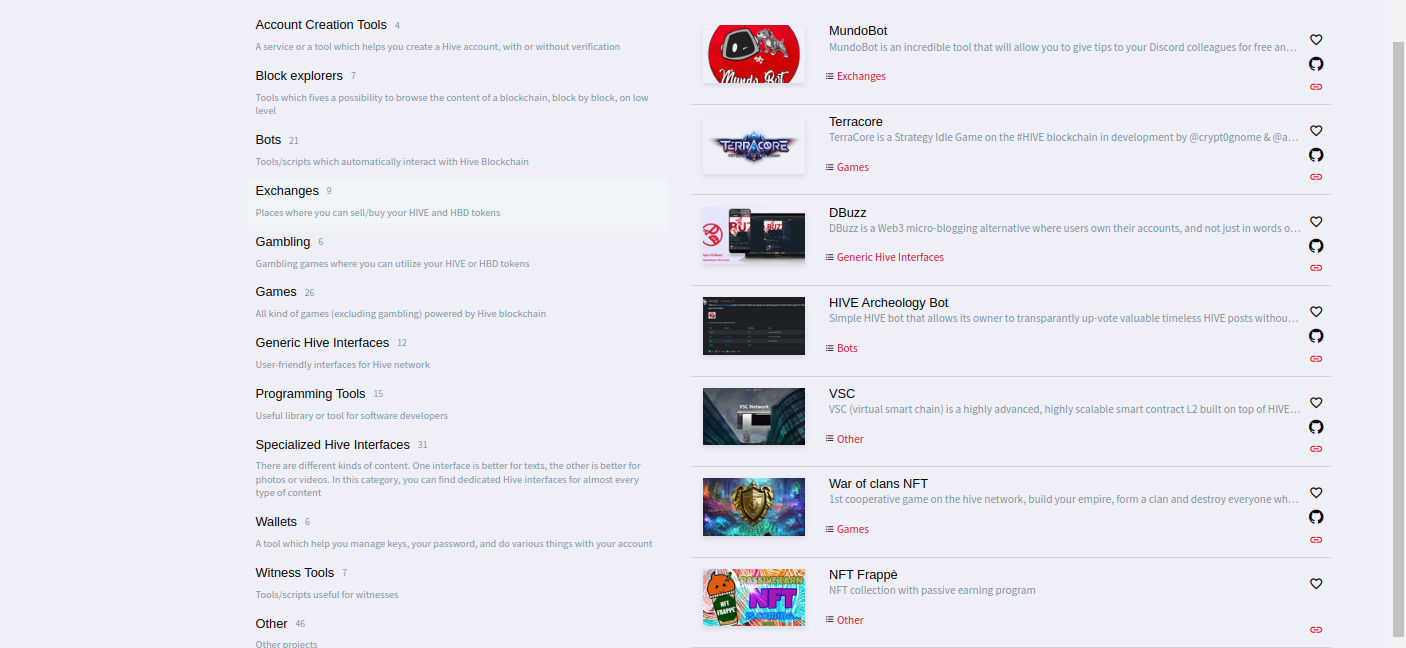 Account Creation Tools 4
A service or a tool which helps you create a Hive account, with or without verification
Block explorers 7
Tools which fives a possibility to browse the content of a blockchain, block by block, on low
level
Bots 21
Tools/scripts which automatically interact with Hive Blockchain
Exchanges 9
Places where you can sell/buy your HIVE and HBD tokens
Gambling 6
Gambling games where you can utilize your HIVE or HBD tokens
Games 26
All kind of games (excluding gambling) powered by Hive blockchain
Generic Hive Interfaces 12
User-friendly interfaces for Hive network
Programming Tools 15
Useful library or tool for software developers
Specialized Hive Interfaces 31
There are different kinds of content. One interface is better for texts, the other is better for
photos or videos. In this category, you can find dedicated Hive interfaces for almost every
type of content
Wallets 6
A tool which help you manage keys, your password, and do various things with your account
Witness Tools 7
Tools/scripts useful for witnesses
Other 46
Other projects
Mundo Bot
MundoBot
MundoBot is an incredible tool that will allow you to give tips to your Discord colleagues for free an...
Exchanges
TERRACORE
Terracore
TerraCore is a Strategy Idle Game on the #HIVE blockchain in development by @crypt0gnome & @a...
Games
DBuzz
DBuzz is a Web3 micro-blogging alternative where users own their accounts, and not just in words o...
Generic Hive Interfaces
HIVE Archeology Bot
Simple HIVE bot that allows its owner to transparantly up-vote valuable timeless HIVE posts withou...
Bots
VSC Network
VSC
VSC (virtual smart chain) is a highly advanced, highly scalable smart contract L2 built on top of HIVE...
Other
War of clans NFT
1st cooperative game on the hive network, build your empire, form a clan and destroy everyone wh...
Games
PASSIVE EARN
NFT
IS COMING...
NFT
FRAPPE
NFT Frappè
NFT collection with passive earning program
Other